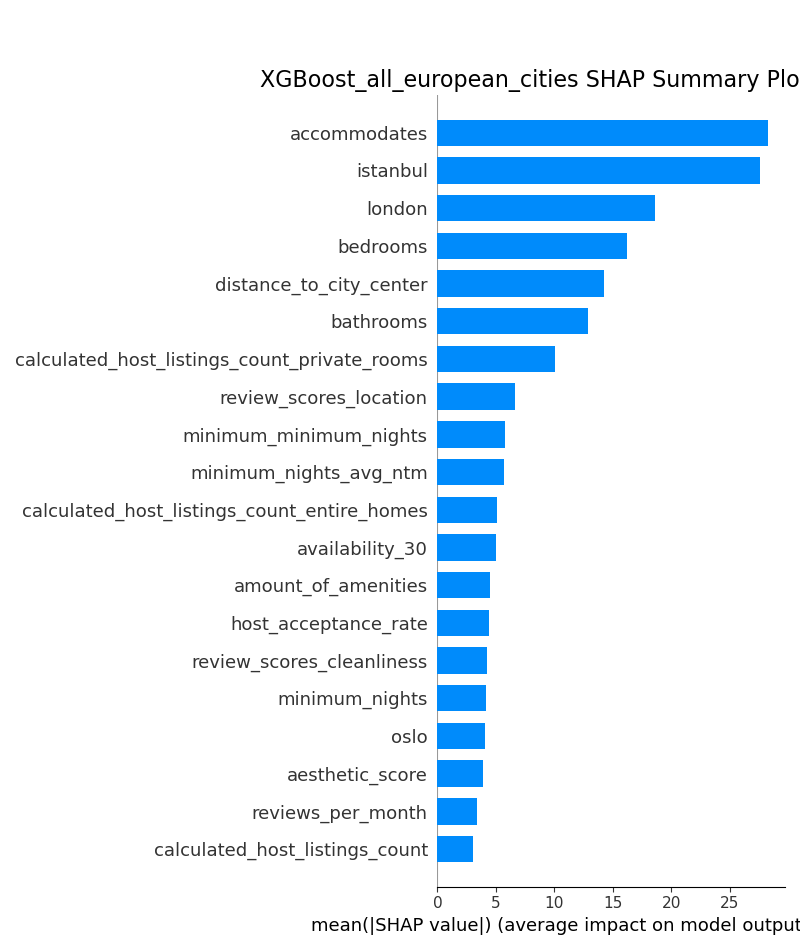 XGBoost_all_european_cities SHAP Summary Plo
accommodates
istanbul
london
bedrooms
distance_to_city_center
bathrooms
calculated_host_listings_count_private_rooms
review_scores_location
minimum_minimum_nights
minimum_nights_avg_ntm
calculated_host_listings_count_entire_homes
availability_30
amount_of_amenities
host_acceptance_rate
review_scores_cleanliness
minimum_nights
oslo
aesthetic_score
reviews_per_month
calculated_host_listings_count
0 5 10 15 20 25
mean(|SHAP value|) (average impact on model output